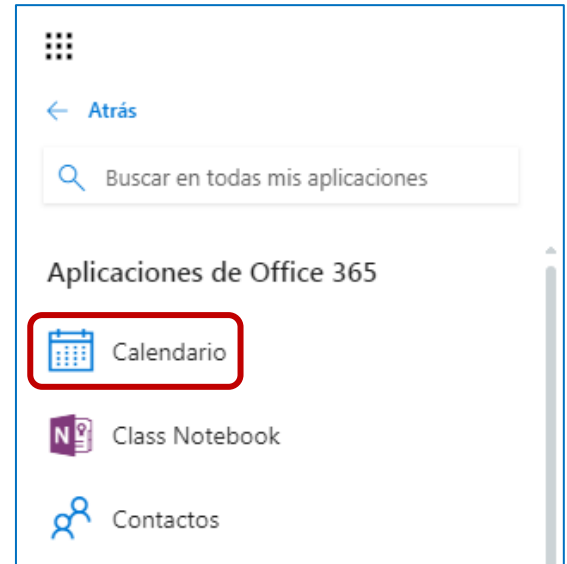 Atrás
Buscar en todas mis aplicaciones
Aplicaciones de Office 365
Calendario
N
Class Notebook
Contactos